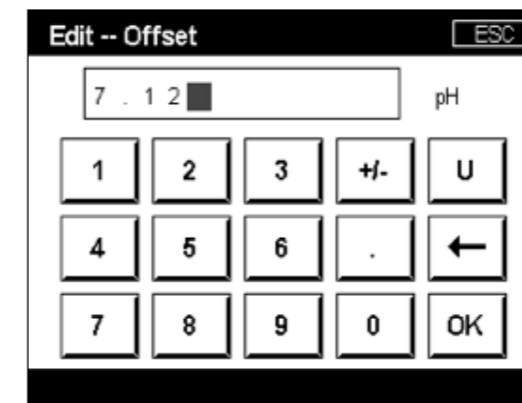 Edit -- Offset ESC
7 . 1 2 pH
1 2 3 +/- U
4 5 6 . ←
7 8 9 0 OK